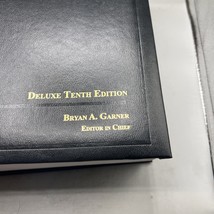 DELUXE TENTH EDITION
BRYAN A. GARNER
EDITOR IN CHIEF